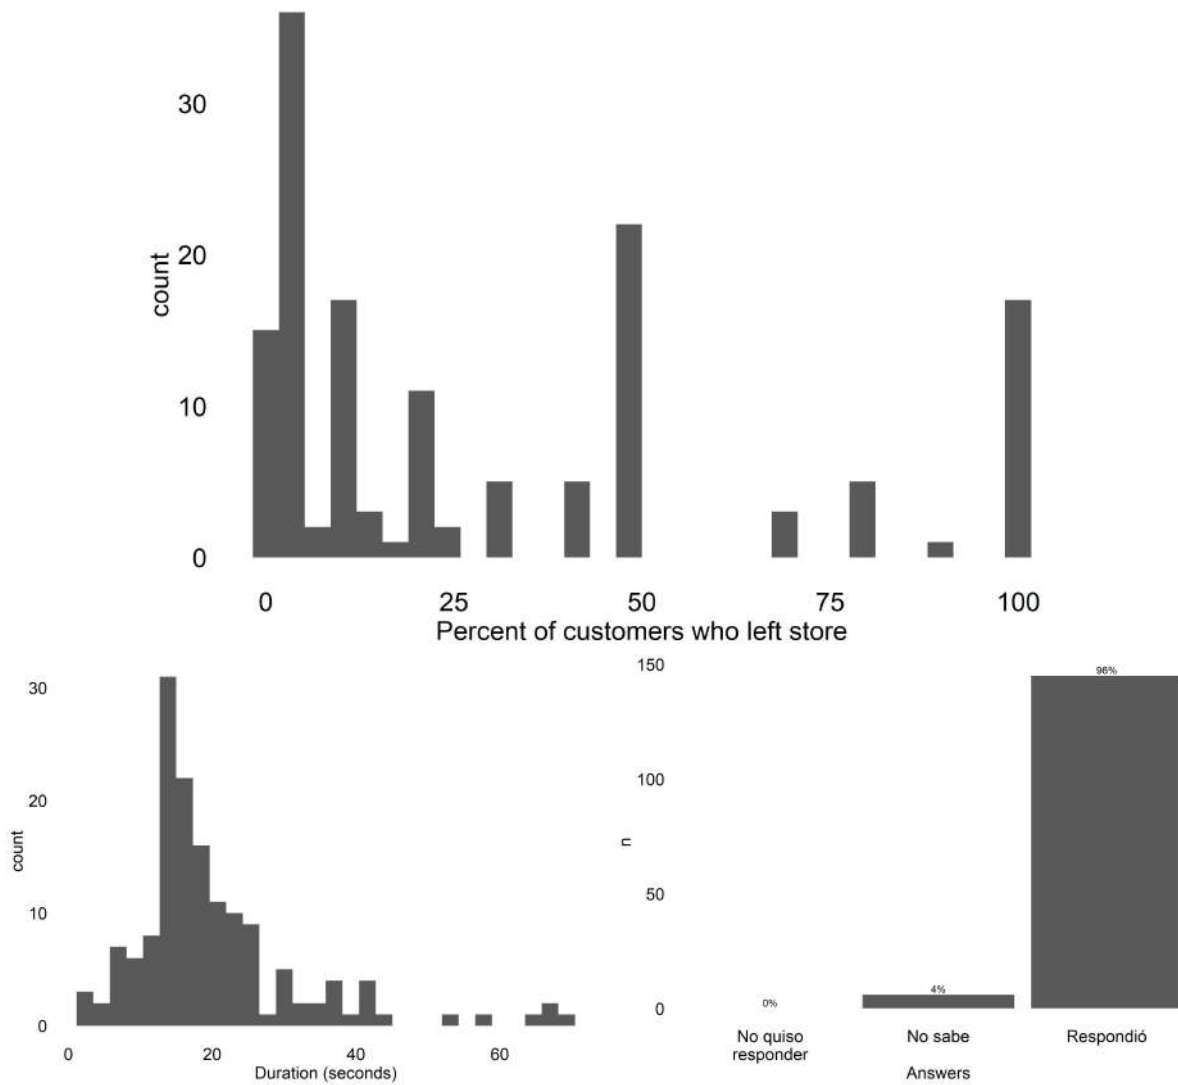 30
20
10
0
count
0 25 50 75 100
Percent of customers who left store
30
20
10
0
count
0 20 40 60
Duration (seconds)
150
100
50
0
n
0%
4%
96%
No quiso
responder
No sabe
Respondió
Answers